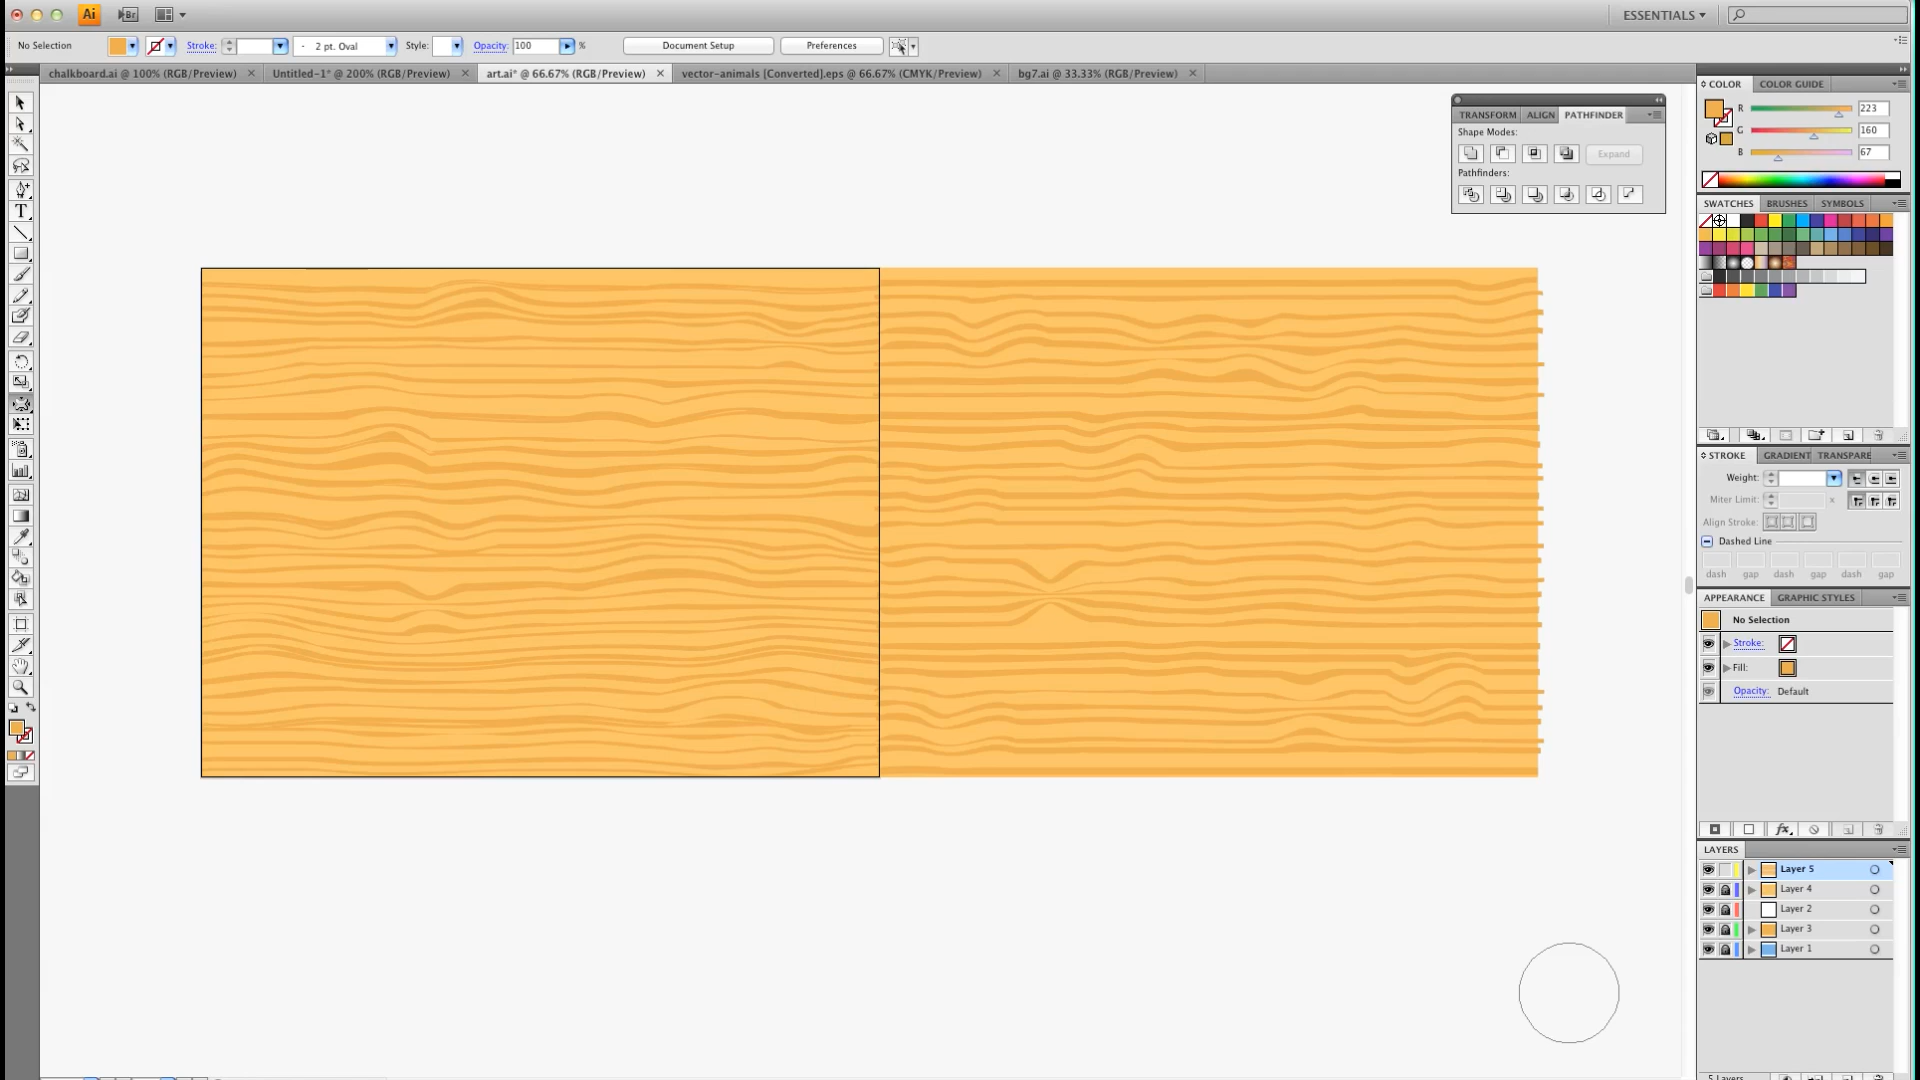 Ai Br ESSENTIALS
No Selection Stroke: 2 pt. Oval Style: Opacity: 100 % Document Setup Preferences
chalkboard.ai @ 100% (RGB/Preview) Untitled-1* @ 200% (RGB/Preview) art.ai* @ 66.67% (RGB/Preview) vector-animals [Converted].eps @ 66.67% (CMYK/Preview) bg7.ai @ 33.33% (RGB/Preview)
COLOR COLOR GUIDE
R 223
G 160
B 67
TRANSFORM ALIGN PATHFINDER
Shape Modes:
Expand
Pathfinders:
SWATCHES BRUSHES SYMBOLS
T
STROKE GRADIENT TRANSPARE
Weight:
Miter Limit: x
Align Stroke:
Dashed Line
dash gap dash gap dash gap
APPEARANCE GRAPHIC STYLES
No Selection
Stroke:
Fill:
Opacity: Default
fx
LAYERS
Layer 5
Layer 4
Layer 2
Layer 3
Layer 1
5 Layers